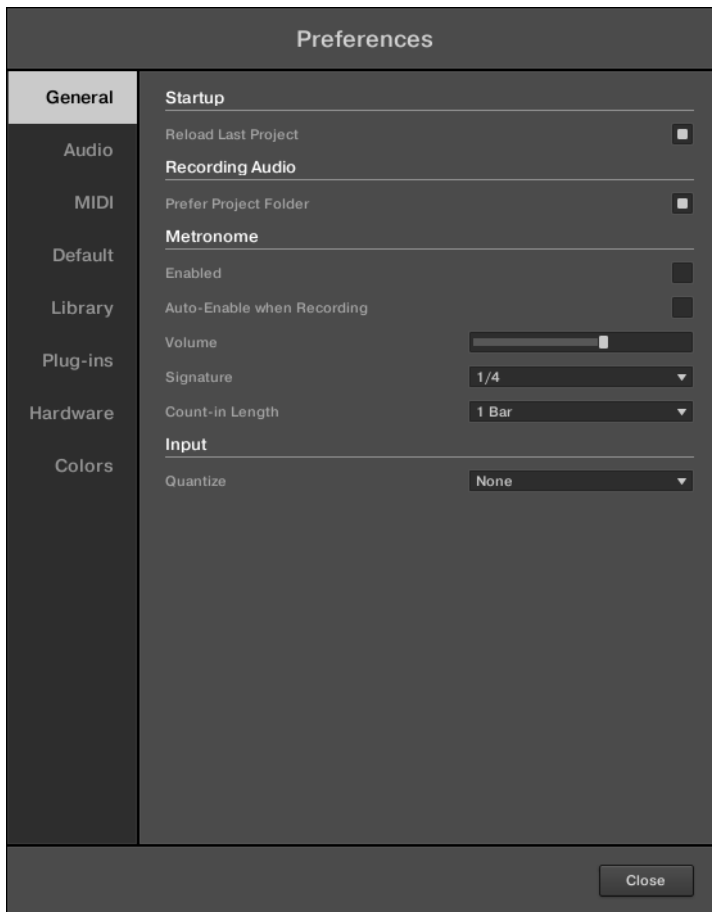 Preferences
General
Audio
MIDI
Default
Library
Plug-ins
Hardware
Colors
Startup
Reload Last Project
Recording Audio
Prefer Project Folder
Metronome
Enabled
Auto-Enable when Recording
Volume
Signature 1/4
Count-in Length 1 Bar
Input
Quantize None
Close